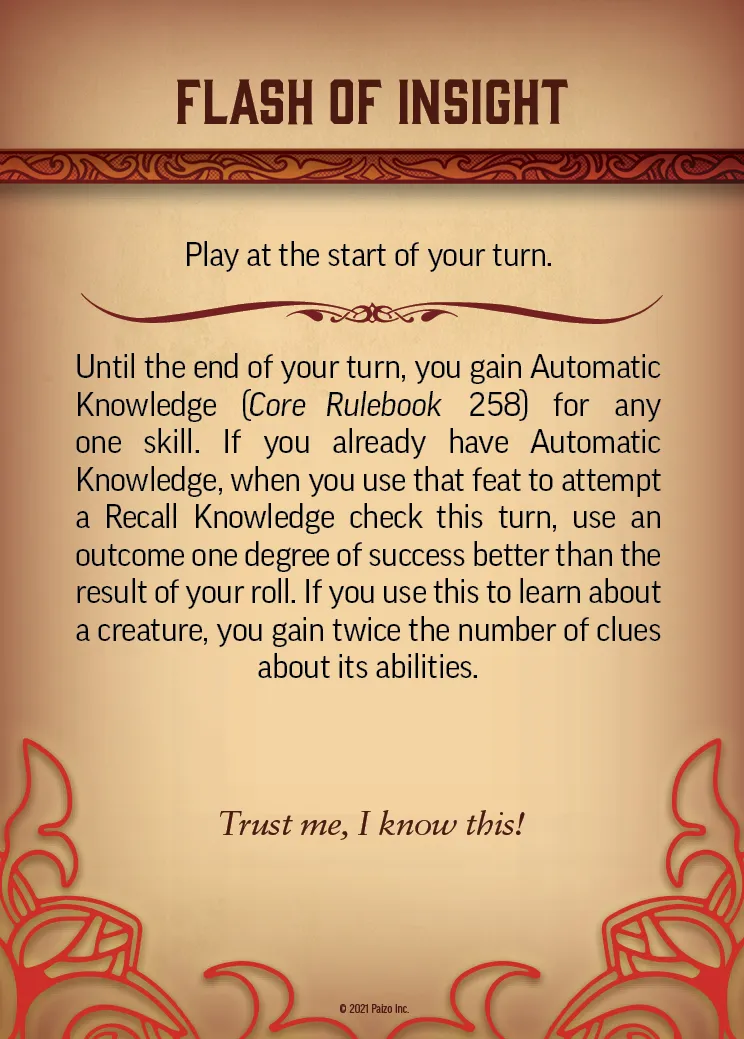 FLASH OF INSIGHT
Play at the start of your turn.
Until the end of your turn, you gain Automatic
Knowledge (Core Rulebook 258) for any
one skill. If you already have Automatic
Knowledge, when you use that feat to attempt
a Recall Knowledge check this turn, use an
outcome one degree of success better than the
result of your roll. If you use this to learn about
a creature, you gain twice the number of clues
about its abilities.
Trust me, I know this!
© 2021 Paizo Inc.